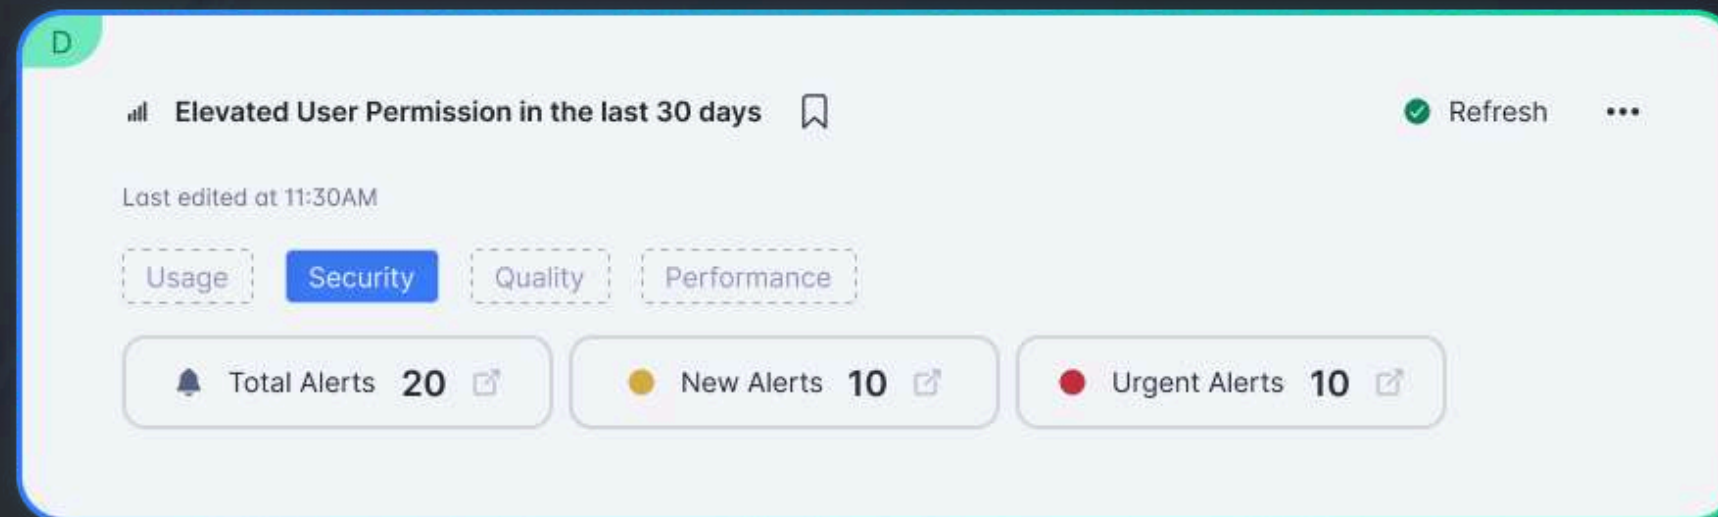 D
Elevated User Permission in the last 30 days Refresh
Last edited at 11:30AM
Usage Security Quality Performance
Total Alerts 20 New Alerts 10 Urgent Alerts 10